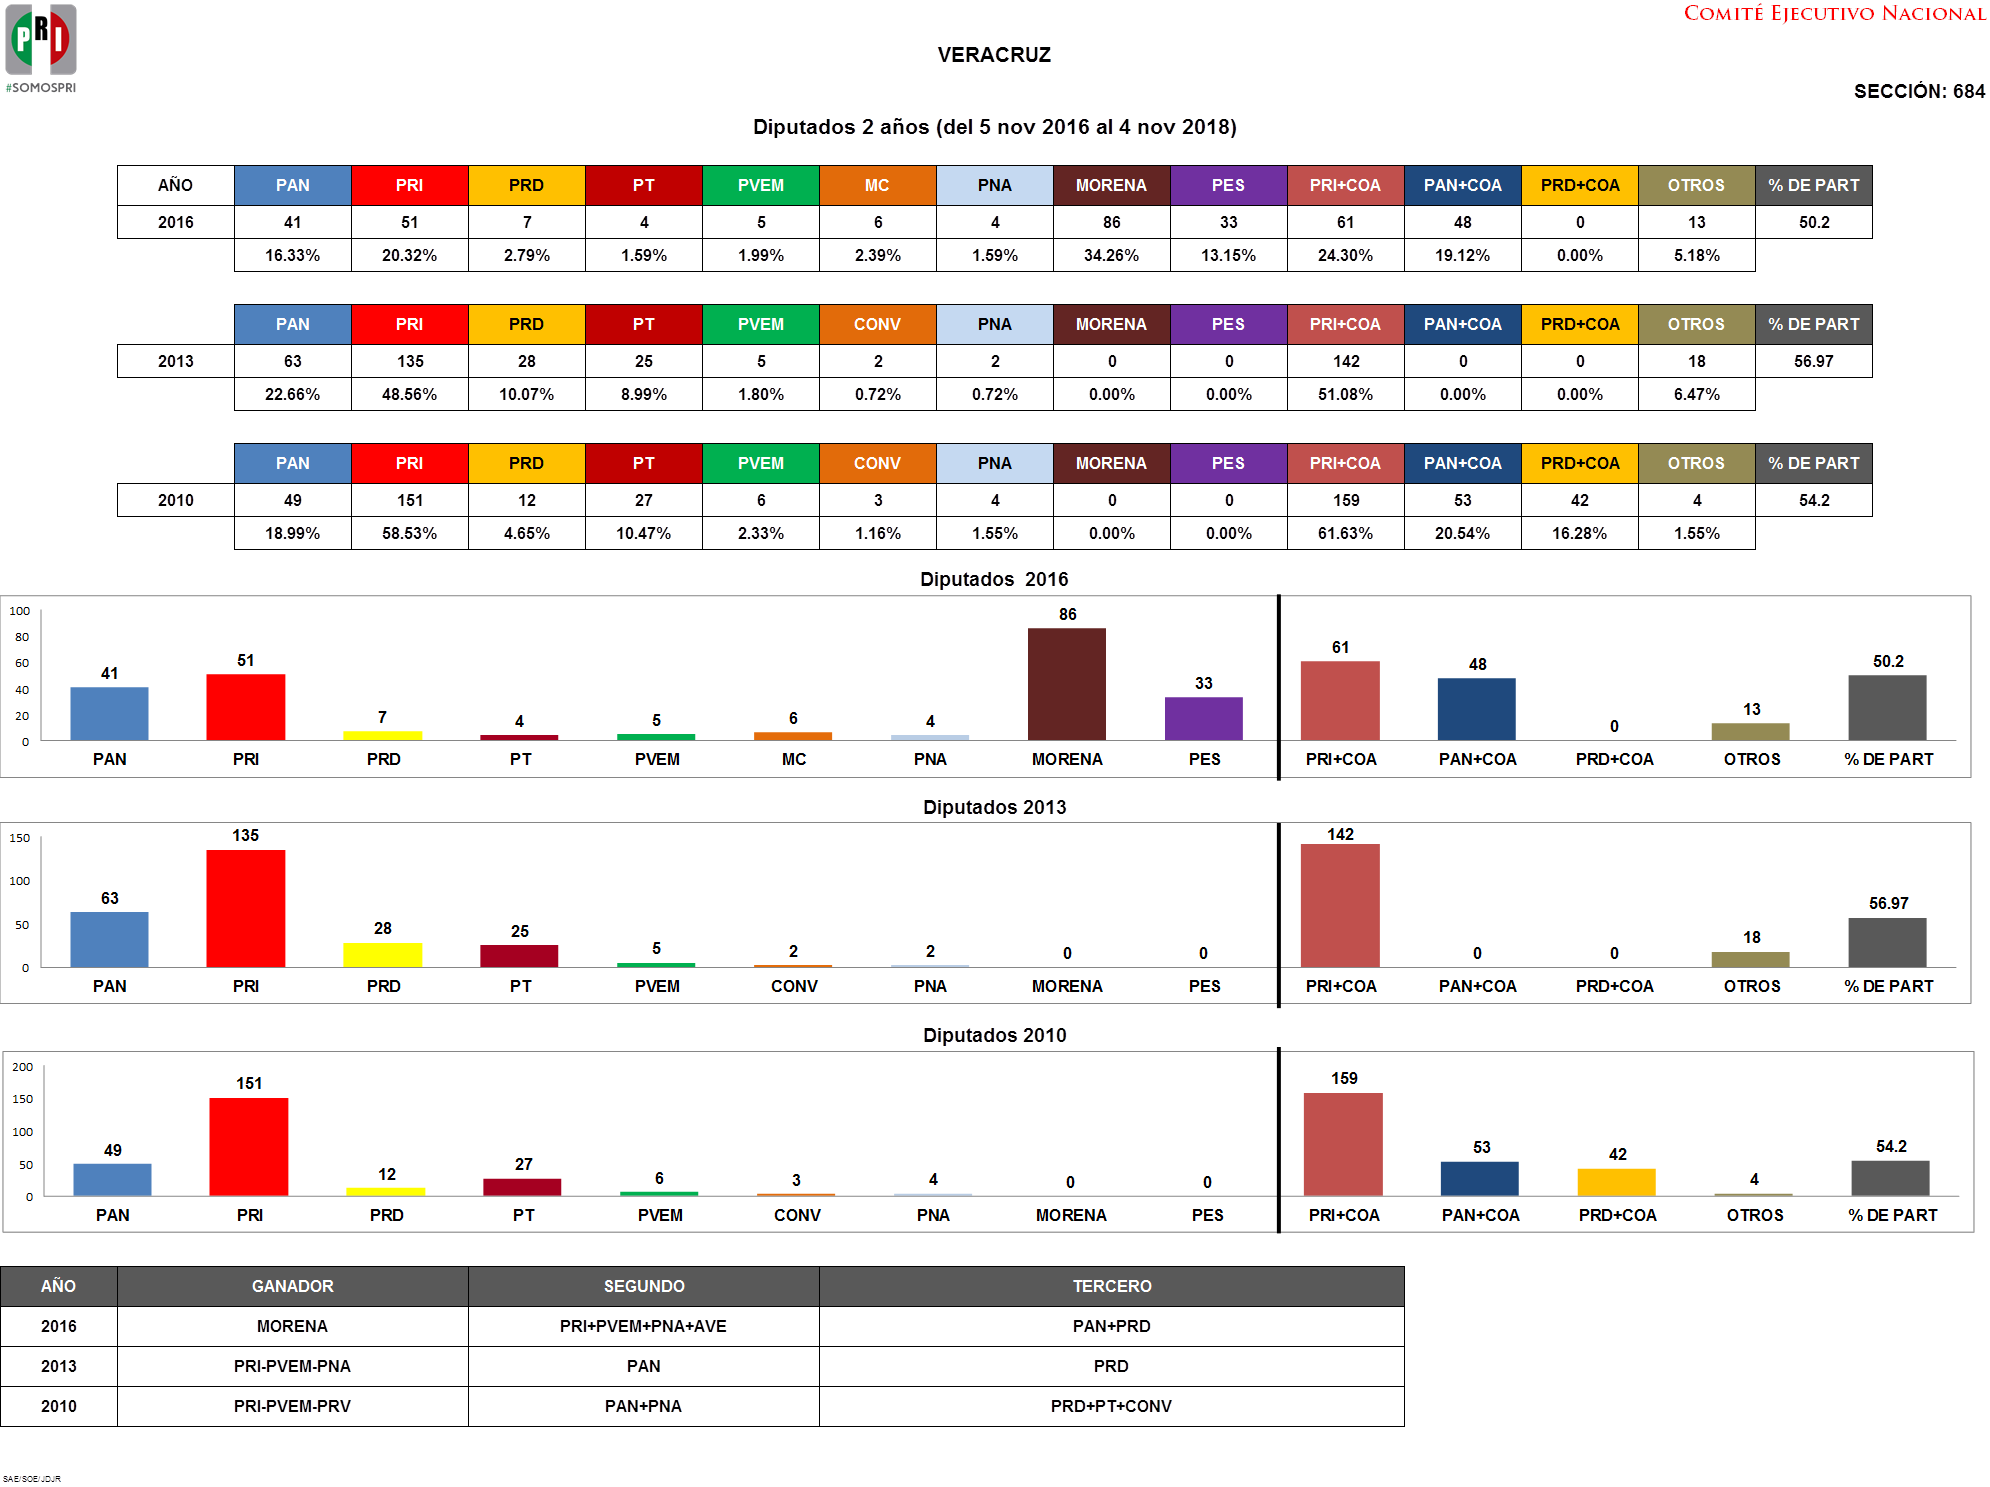 PRI
#SOMOSPRI
COMITÉ EJECUTIVO NACIONAL
VERACRUZ
SECCIÓN: 684
Diputados 2 años (del 5 nov 2016 al 4 nov 2018)
AÑO PAN PRI PRD PT PVEM MC PNA MORENA PES PRI+COA PAN+COA PRD+COA OTROS % DE PART
2016 41 51 7 4 5 6 4 86 33 61 48 0 13 50.2
16.33% 20.32% 2.79% 1.59% 1.99% 2.39% 1.59% 34.26% 13.15% 24.30% 19.12% 0.00% 5.18%
PAN PRI PRD PT PVEM CONV PNA MORENA PES PRI+COA PAN+COA PRD+COA OTROS % DE PART
2013 63 135 28 25 5 2 2 0 0 142 0 0 18 56.97
22.66% 48.56% 10.07% 8.99% 1.80% 0.72% 0.72% 0.00% 0.00% 51.08% 0.00% 0.00% 6.47%
PAN PRI PRD PT PVEM CONV PNA MORENA PES PRI+COA PAN+COA PRD+COA OTROS % DE PART
2010 49 151 12 27 6 3 4 0 0 159 53 42 4 54.2
18.99% 58.53% 4.65% 10.47% 2.33% 1.16% 1.55% 0.00% 0.00% 61.63% 20.54% 16.28% 1.55%
Diputados 2016
100
80
60
40
20
0
41 51 7 4 5 6 4 86 33 61 48 0 13 50.2
PAN PRI PRD PT PVEM MC PNA MORENA PES PRI+COA PAN+COA PRD+COA OTROS % DE PART
Diputados 2013
150
100
50
0
63 135 28 25 5 2 2 0 0 142 0 0 18 56.97
PAN PRI PRD PT PVEM CONV PNA MORENA PES PRI+COA PAN+COA PRD+COA OTROS % DE PART
Diputados 2010
200
150
100
50
0
49 151 12 27 6 3 4 0 0 159 53 42 4 54.2
PAN PRI PRD PT PVEM CONV PNA MORENA PES PRI+COA PAN+COA PRD+COA OTROS % DE PART
AÑO GANADOR SEGUNDO TERCERO
2016 MORENA PRI+PVEM+PNA+AVE PAN+PRD
2013 PRI-PVEM-PNA PAN PRD
2010 PRI-PVEM-PRV PAN+PNA PRD+PT+CONV
SAE/SOE/JDJR